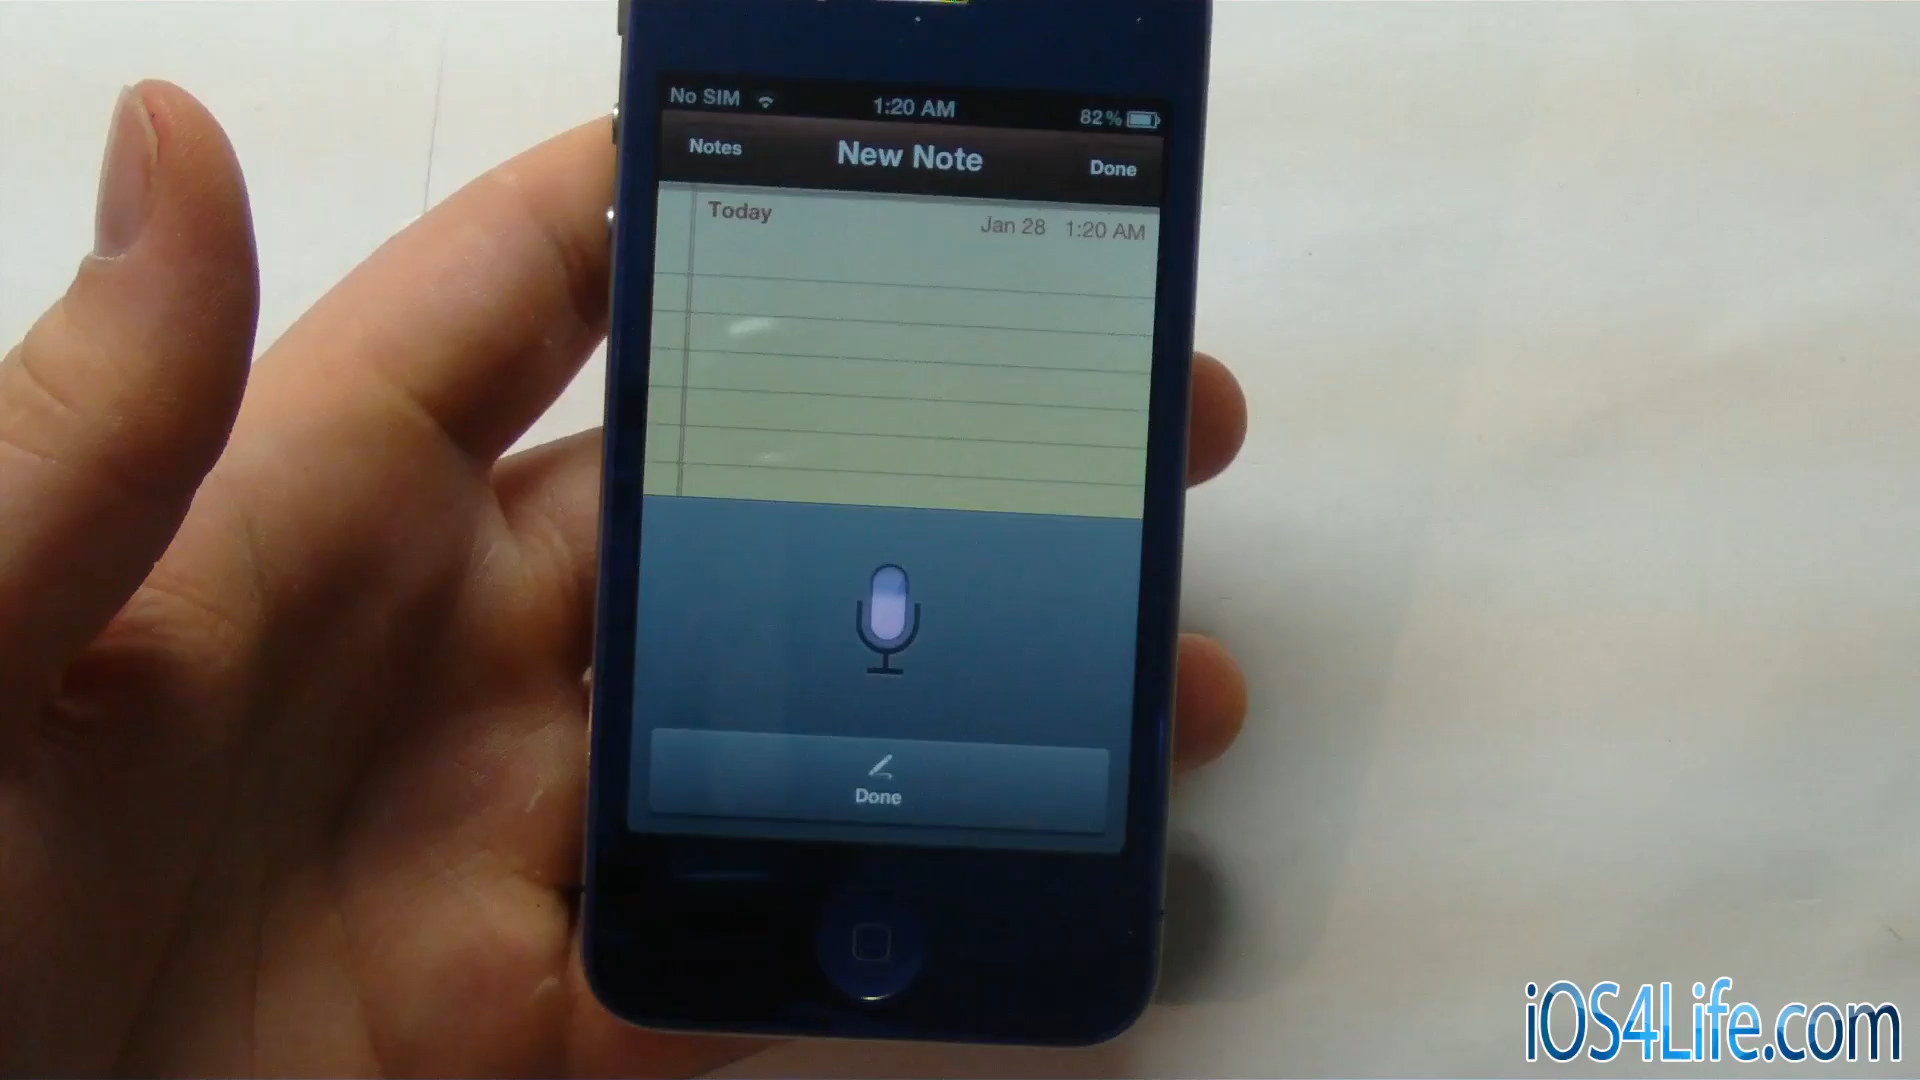 No SIM 1:20 AM 82%
Notes New Note Done
Today Jan 28 1:20 AM
Done
iOS4Life.com